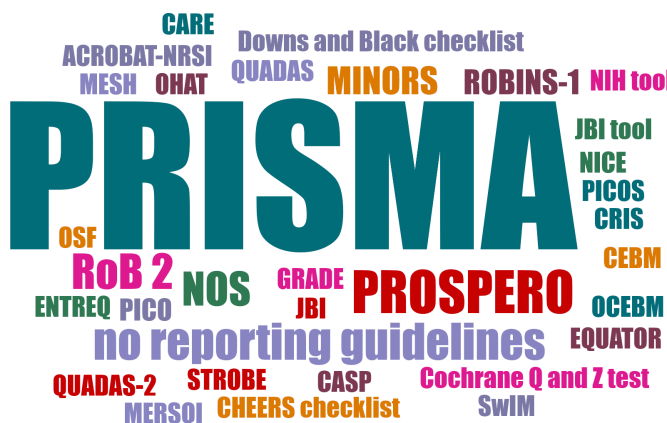 CARE
ACROBAT-NRSI
Downs and Black checklist
MESH
OHAT
QUADAS
MINORS
ROBINS-1
NIH tool
PRISMA
JBI tool
NICE
PICOS
CRIS
OSF
CEBM
RoB 2
NOS
GRADE
PROSPERO
ENTREQ
PICO
JBI
OCEBM
no reporting guidelines
EQUATOR
QUADAS-2
STROBE
CASP
Cochrane Q and Z test
MERSOI
CHEERS checklist
SwIM